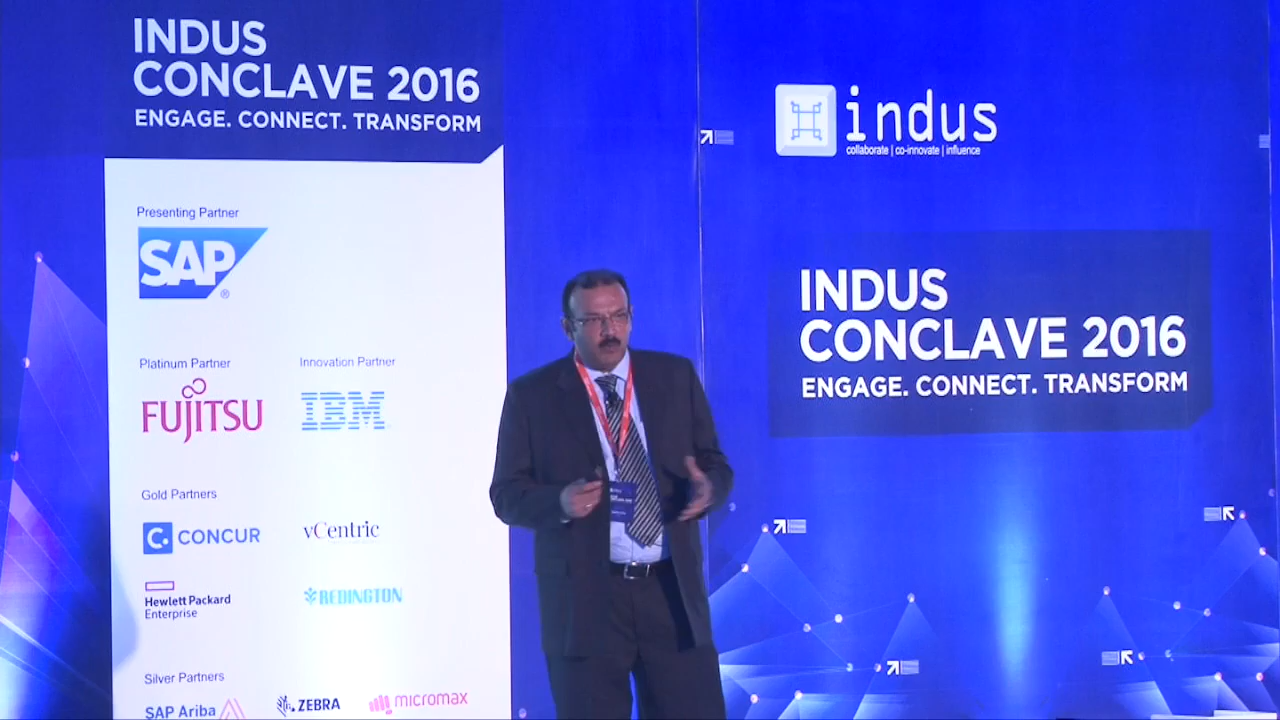 INDUS
CONCLAVE 2016
ENGAGE. CONNECT. TRANSFORM
Presenting Partner
SAP
®
Platinum Partner
Innovation Partner
FUJITSU
IBM
Gold Partners
CONCUR
vCentric
Hewlett Packard
Enterprise
REDINGTON
Silver Partners
SAP Ariba
ZEBRA
micromax
indus
collaborate | co-innovate | influence
INDUS
CONCLAVE 2016
ENGAGE. CONNECT. TRANSFORM